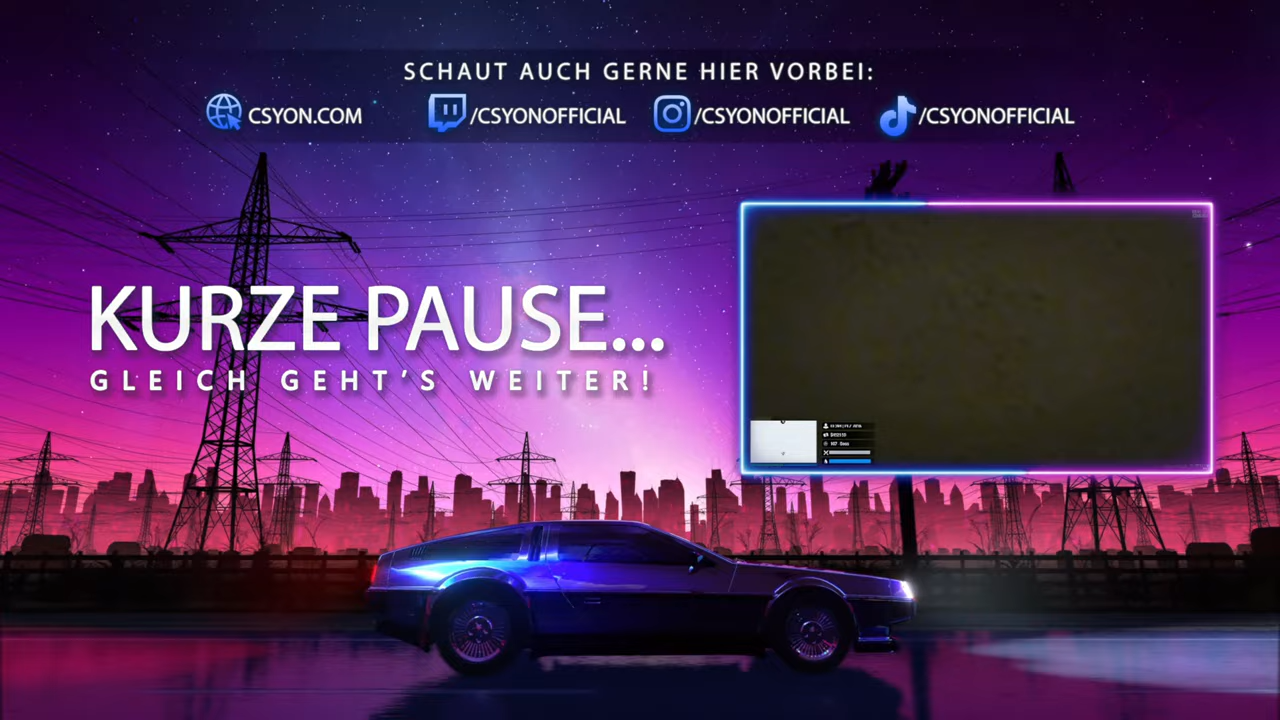 SCHAUT AUCH GERNE HIER VORBEI:
CSYON.COM /CSYONOFFICIAL /CSYONOFFICIAL /CSYONOFFICIAL
KURZE PAUSE...
GLEICH GEHT'S WEITER!